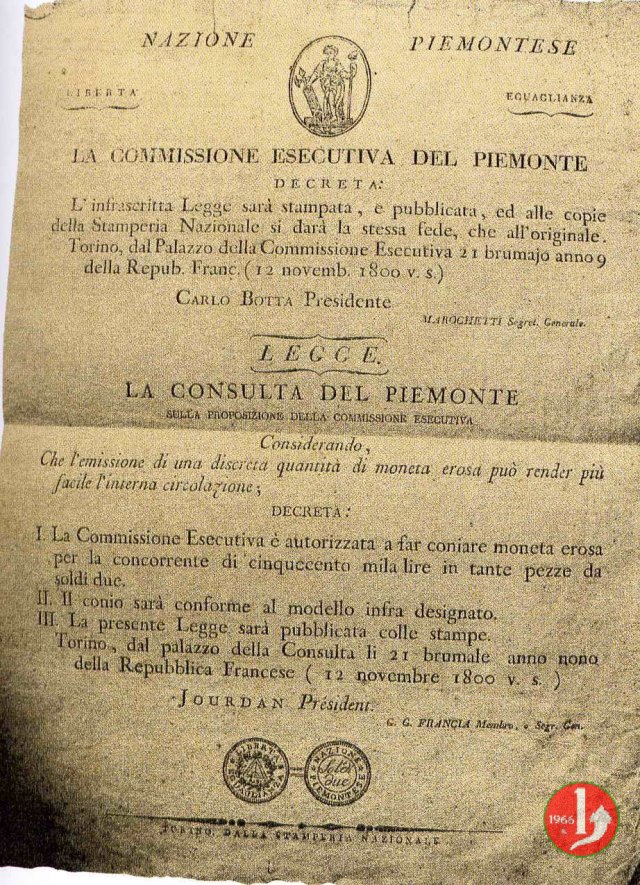 NAZIONE PIEMONTESE
LIBERTÀ EGUAGLIANZA
LA COMMISSIONE ESECUTIVA DEL PIEMONTE
DECRETA:
L'infrascritta Legge sarà stampata, e pubblicata, ed alle copie
della Stamperia Nazionale si darà la stessa fede, che all'originale.
Torino, dal Palazzo della Commissione Esecutiva 21 brumajo anno 9
della Repub. Franc. (12 novemb. 1800 v. s.)
CARLO BOTTA Presidente
MAROCHETTI Segret. Generale.
LEGGE.
LA CONSULTA DEL PIEMONTE
SULLA PROPOSIZIONE DELLA COMMISSIONE ESECUTIVA
Considerando,
Che l'emissione di una discreta quantità di moneta erosa può render più
facile l'interna circolazione;
DECRETA:
I. La Commissione Esecutiva è autorizzata a far coniare moneta erosa
per la concorrente di cinquecento mila lire in tante pezze da
soldi due.
II. Il conio sarà conforme al modello infra designato.
III. La presente Legge sarà pubblicata colle stampe.
Torino, dal palazzo della Consulta li 21 brumale anno nono
della Repubblica Francese (12 novembre 1800 v. s.)
JOURDAN Président.
G. G. FRANCIA Membro, e Segr. Gen.
LIBERTÀ EGUAGLIANZA
NAZIONE PIEMONTESE
Soldi
due
TORINO, DALLA STAMPERIA NAZIONALE
1966